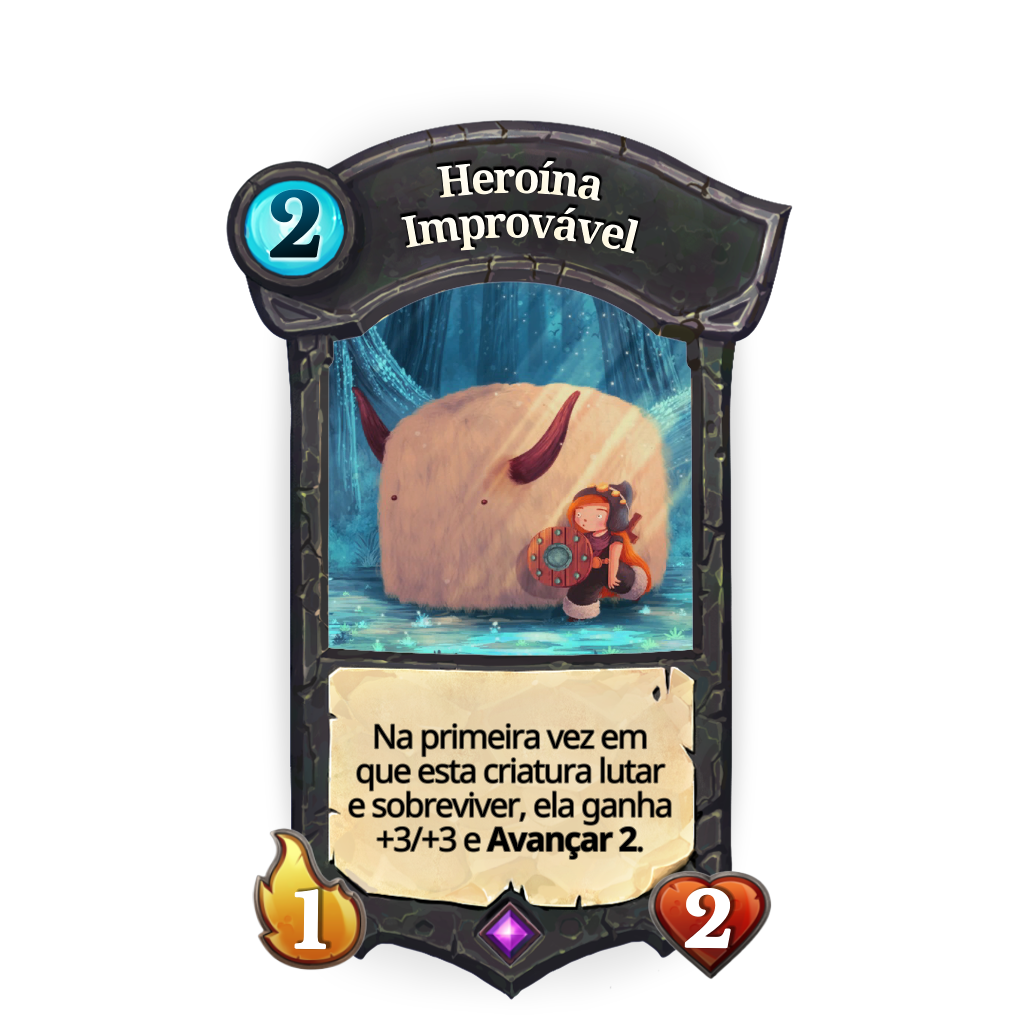 2
Heroína
Improvável
Na primeira vez em
que esta criatura lutar
e sobreviver, ela ganha
+3/+3 e Avançar 2.
1
2